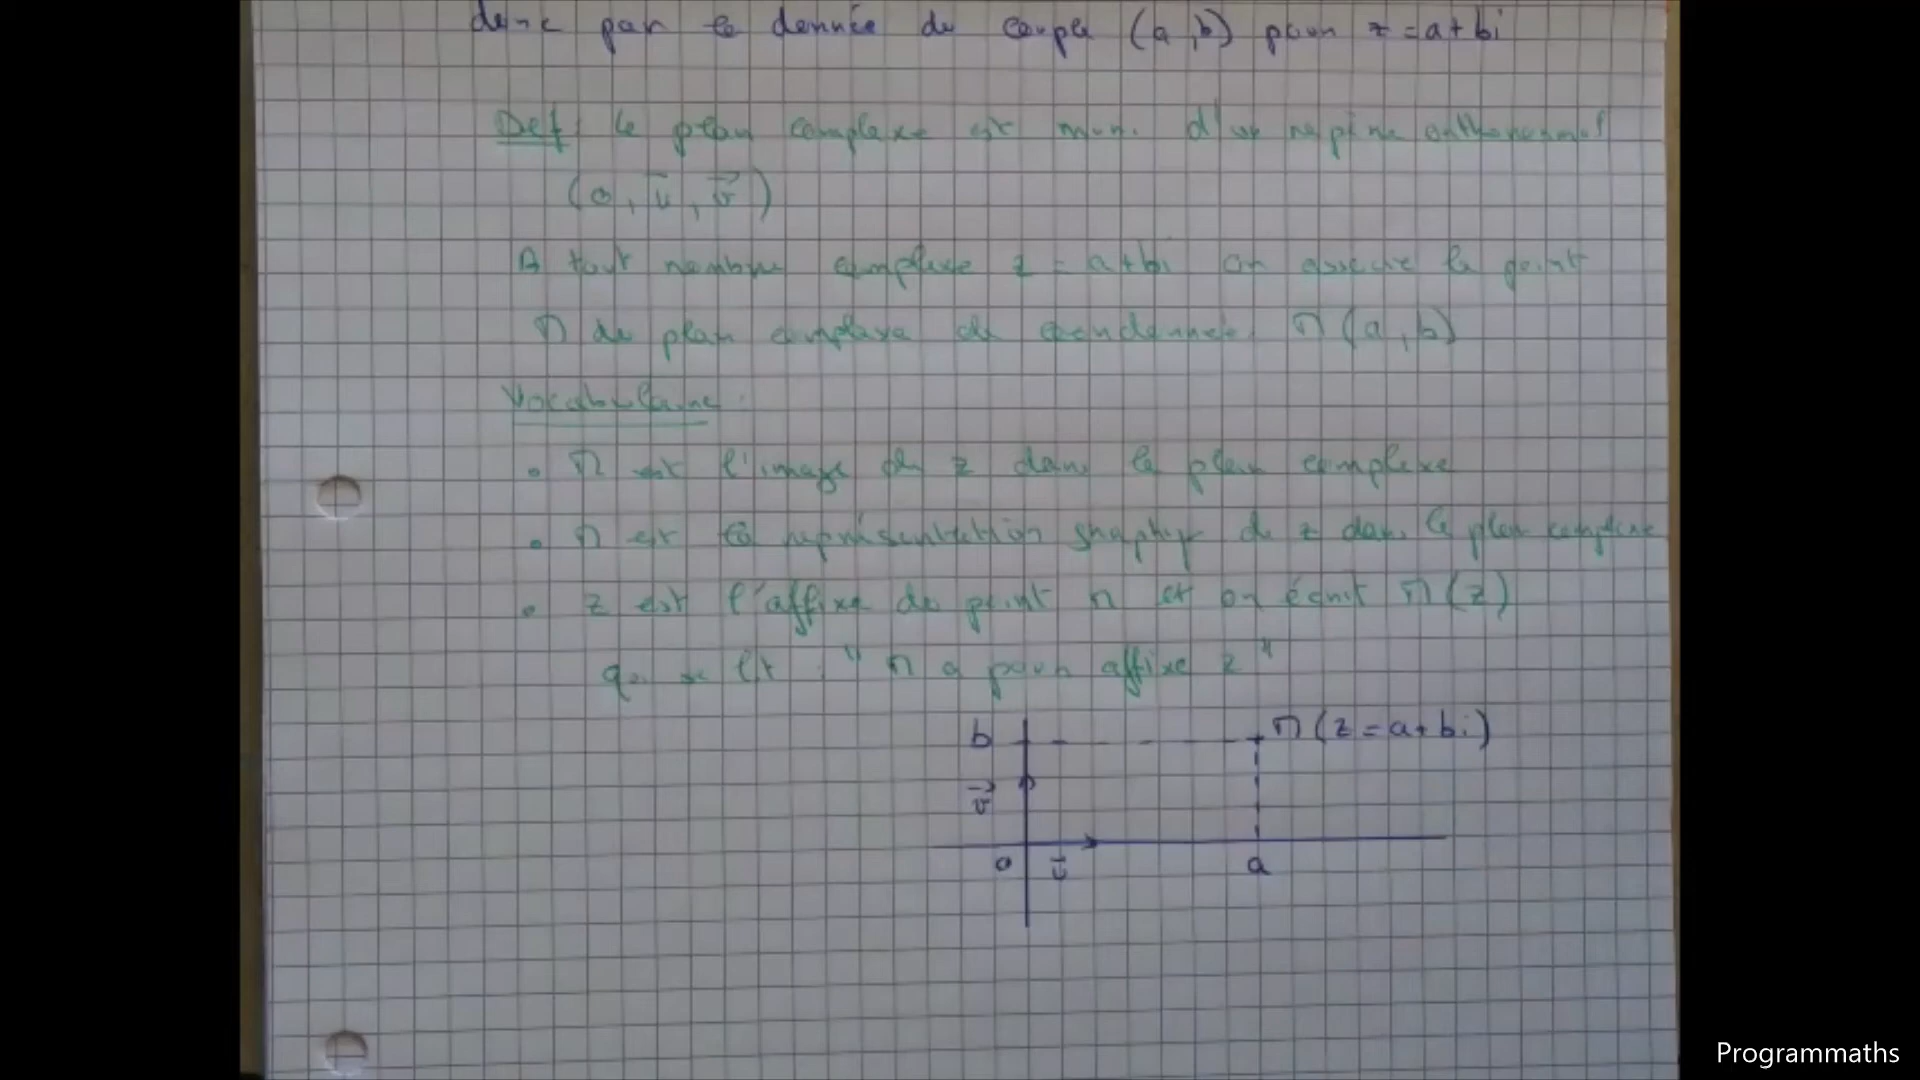 donc par la donnée du couple (a,b) pour z = a + bi
Def : Le plan complexe est muni d'un repère orthonormal
(o, u⃗, v⃗)
A tout nombre complexe z = a+bi on associe le point
M du plan complexe de coordonnées M(a,b)
Vocabulaire :
• M est l'image de z dans le plan complexe
• M est la représentation graphique de z dans le plan complexe
• z est l'affixe du point M et on écrit M(z)
qui se lit : " M a pour affixe z "
b M(z = a+bi)
v⃗
o u⃗ a
Programmaths